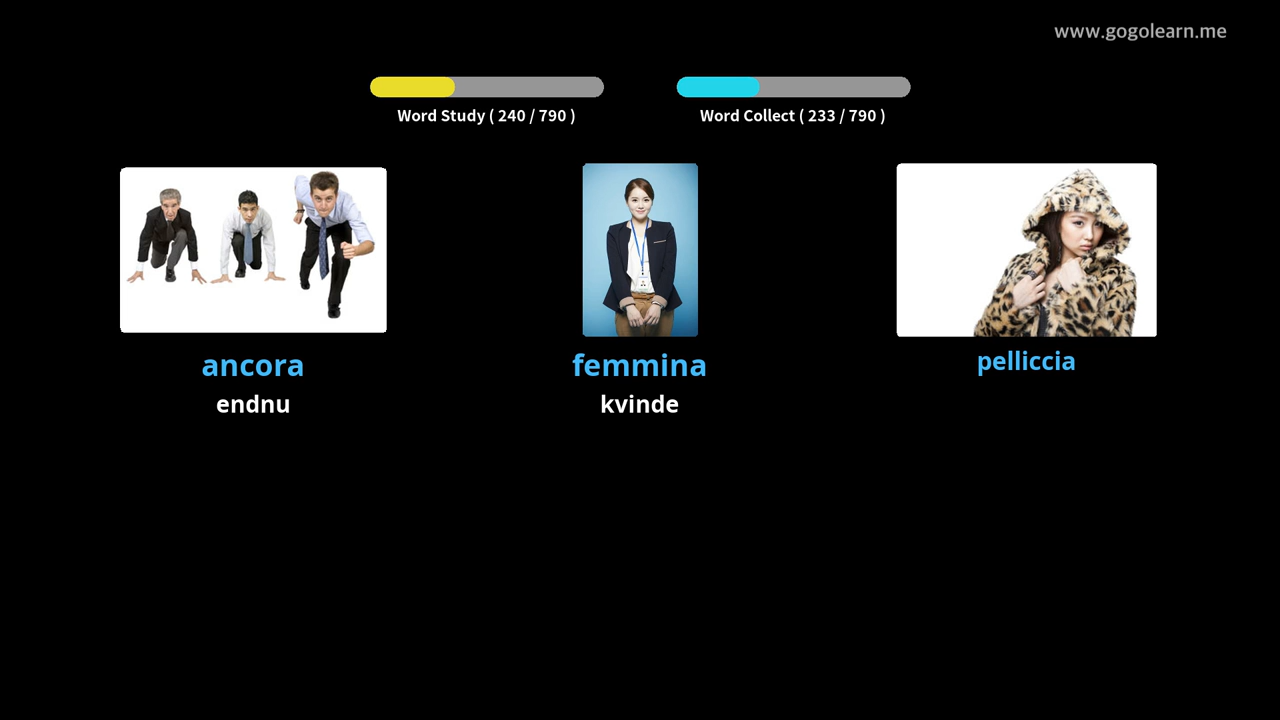 www.gogolearn.me
Word Study ( 240 / 790 )
Word Collect ( 233 / 790 )
ancora
endnu
femmina
kvinde
pelliccia